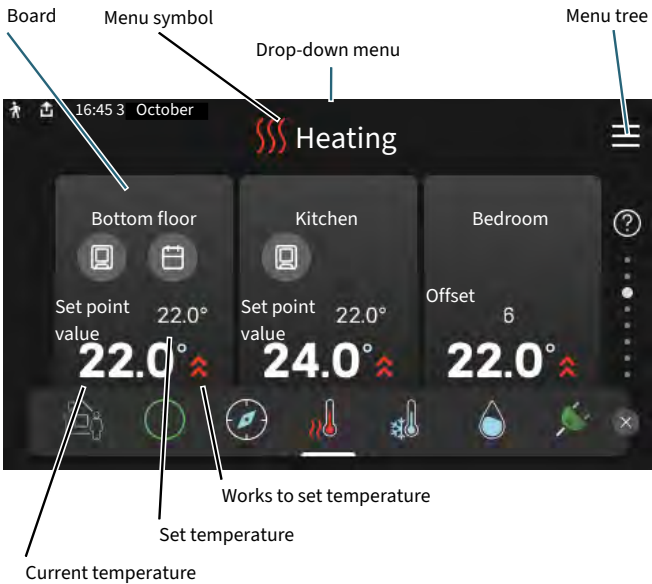 Board
Menu symbol
Menu tree
Drop-down menu
16:45 3 October
Heating
Bottom floor
Kitchen
Bedroom
?
Set point
value
22.0°
Set point
value
22.0°
Offset
6
22.0°
24.0°
22.0°
Works to set temperature
Set temperature
Current temperature